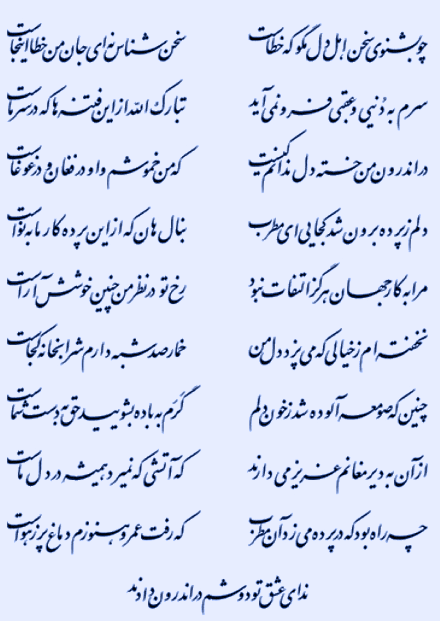 چو بشنوی سخن اهل دل مگو که خطاست
سخن شناس نه‌ای جان من خطا اینجاست
سرم به دنیی و عقبی فرو نمی‌آید
تبارک الله از این فتنه‌ها که در سر ماست
در اندرون من خسته دل ندانم کیست
که من خموشم و او در فغان و در غوغاست
دلم ز پرده برون شد کجایی ای مطرب
بنال هان که از این پرده کار ما به نواست
مرا به کار جهان هرگز التفات نبود
رخ تو در نظر من چنین خوشش آراست
نخفته‌ام ز خیالی که می‌پزد دل من
خمار صد شبه دارم شرابخانه کجاست
چنین که صومعه آلوده شد ز خون دلم
گرم به باده بشویید حق به دست شماست
از آن به دیر مغانم عزیز می‌دارند
که آتشی که نمیرد همیشه در دل ماست
چه راه بود که در پرده می‌زد آن مطرب
که رفت عمر و هنوزم دماغ پر ز هواست
ندای عشق تو دوشم در اندرون دادند